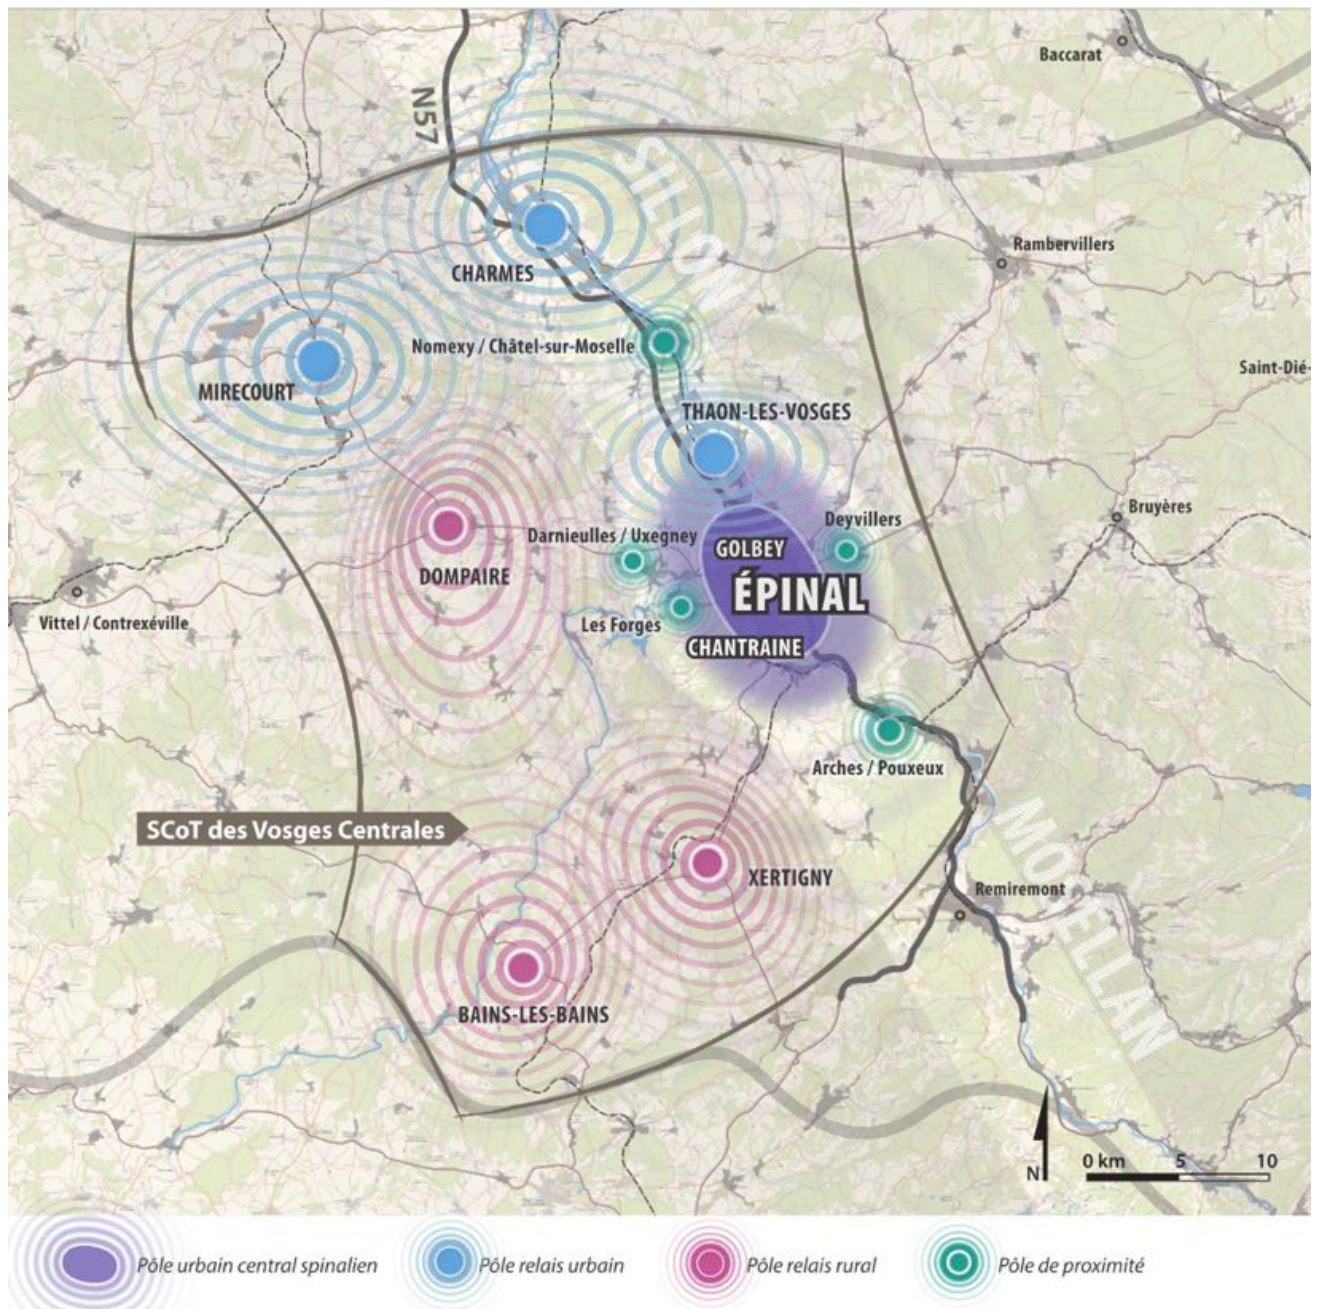 Baccarat
N57
SILLON
Rambervillers
CHARMES
Nomexy / Châtel-sur-Moselle
Saint-Dié-
MIRECOURT
THAON-LES-VOSGES
Bruyères
Deyvillers
Darnieulles / Uxegney
GOLBEY
DOMPAIRE
ÉPINAL
Vittel / Contrexéville
Les Forges
CHANTRAINE
Arches / Pouxeux
SCoT des Vosges Centrales
MOSELLAN
XERTIGNY
Remiremont
BAINS-LES-BAINS
N
0 km 5 10
Pôle urbain central spinalien
Pôle relais urbain
Pôle relais rural
Pôle de proximité